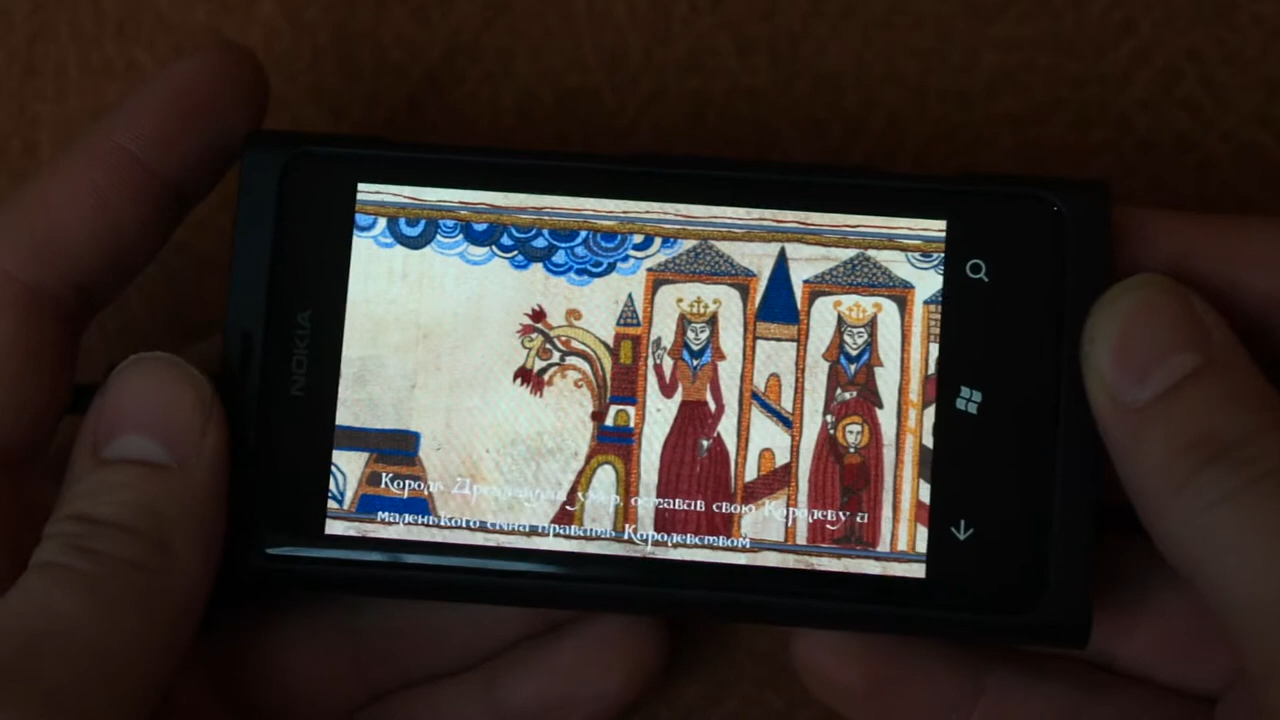 NOKIA
Король умер, оставив свою Королеву и
маленького сына править Королевством